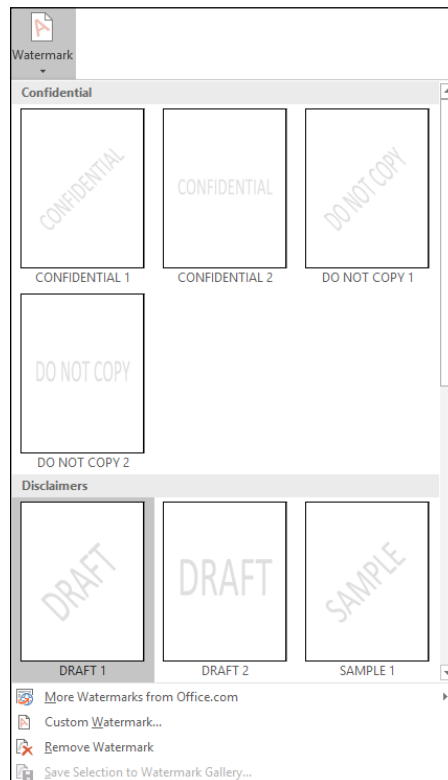 Watermark
Confidential
CONFIDENTIAL
CONFIDENTIAL
DO NOT COPY
CONFIDENTIAL 1
CONFIDENTIAL 2
DO NOT COPY 1
DO NOT COPY
DO NOT COPY 2
Disclaimers
DRAFT
DRAFT
SAMPLE
DRAFT 1
DRAFT 2
SAMPLE 1
More Watermarks from Office.com
Custom Watermark...
Remove Watermark
Save Selection to Watermark Gallery...